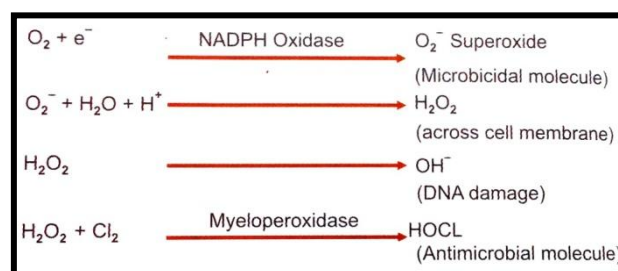 O₂ + e⁻ NADPH Oxidase O₂⁻ Superoxide
(Microbicidal molecule)
O₂⁻ + H₂O + H⁺ H₂O₂
(across cell membrane)
H₂O₂ OH⁻
(DNA damage)
H₂O₂ + Cl₂ Myeloperoxidase HOCL
(Antimicrobial molecule)